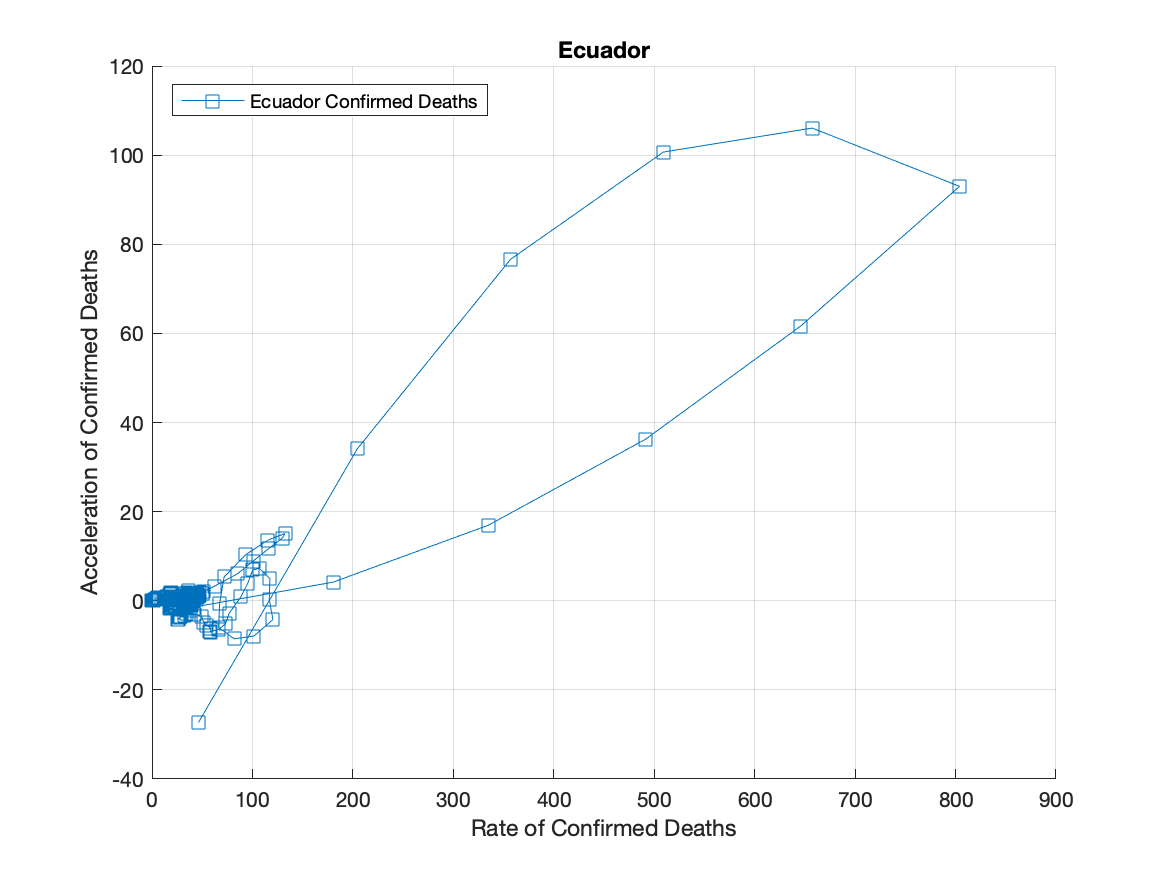 Ecuador
Ecuador Confirmed Deaths
120
100
80
60
40
20
0
-20
-40
Acceleration of Confirmed Deaths
0 100 200 300 400 500 600 700 800 900
Rate of Confirmed Deaths